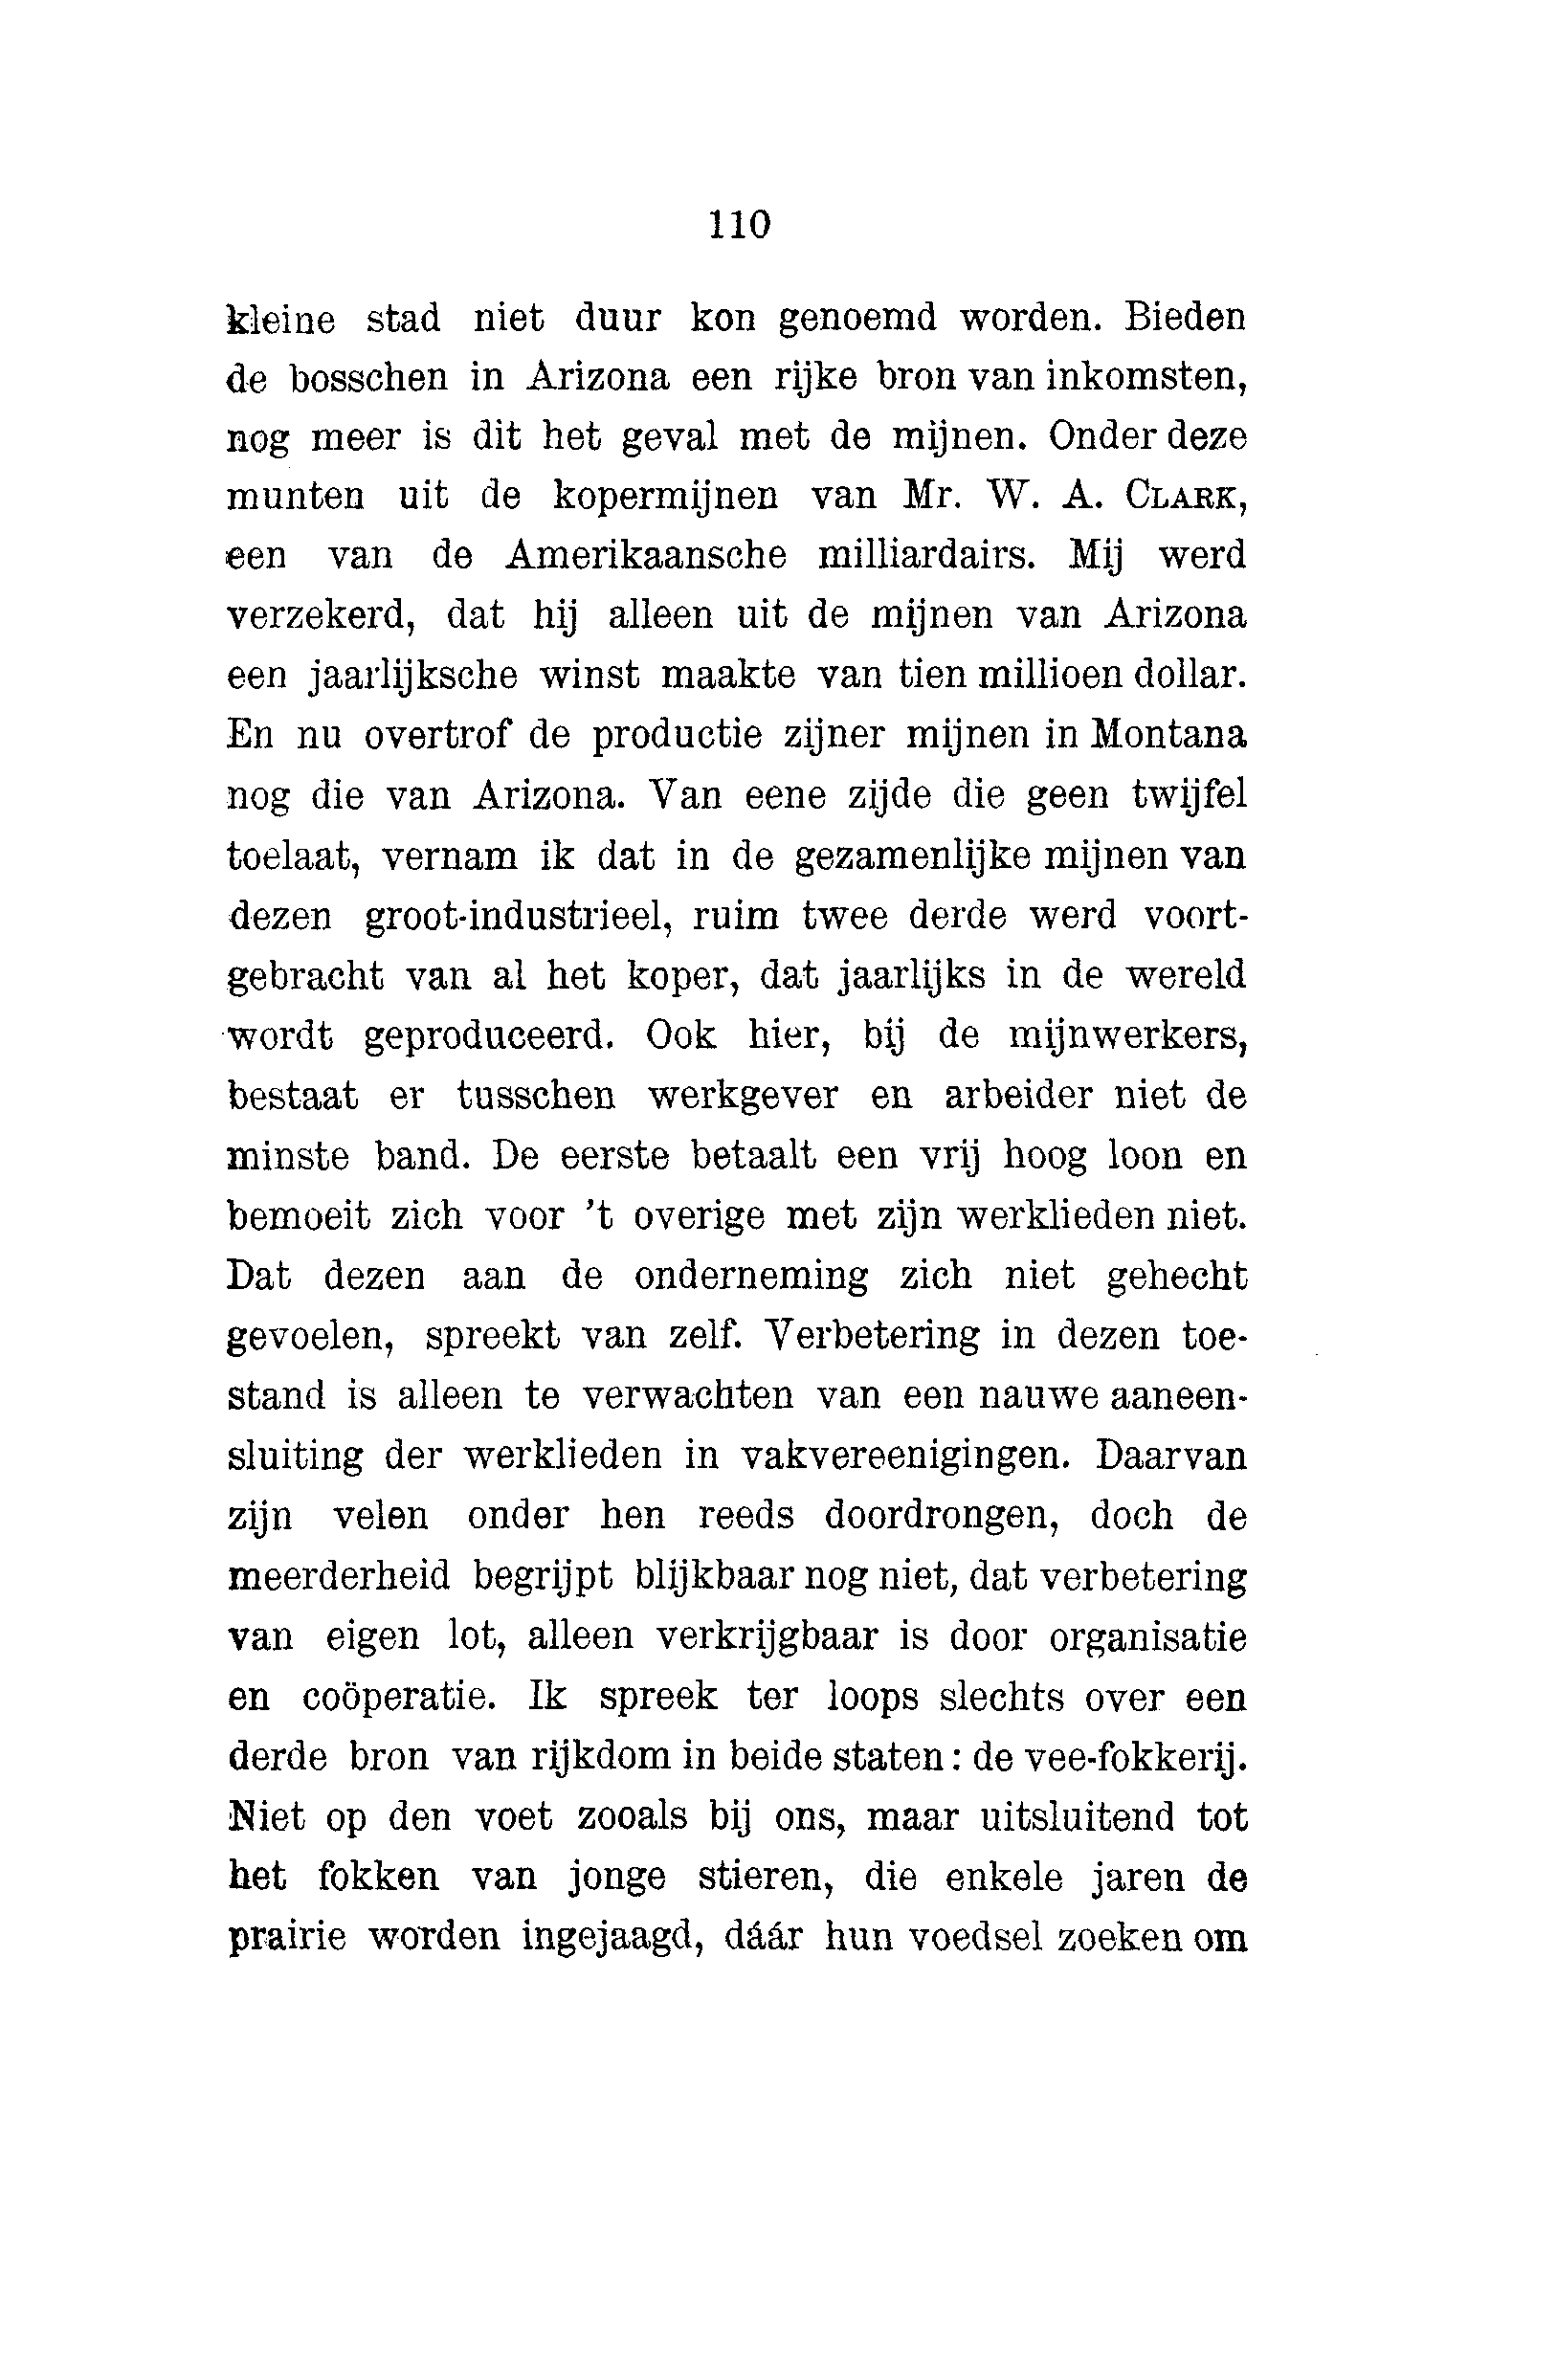 110
kleine stad niet duur kon genoemd worden. Bieden
de bosschen in Arizona een rijke bron van inkomsten,
nog meer is dit het geval met de mijnen. Onder deze
munten uit de kopermijnen van Mr. W. A. CLARK,
een van de Amerikaansche milliardairs. Mij werd
verzekerd, dat hij alleen uit de mijnen van Arizona
een jaarlijksche winst maakte van tien millioen dollar.
En nu overtrof de productie zijner mijnen in Montana
nog die van Arizona. Van eene zijde die geen twijfel
toelaat, vernam ik dat in de gezamenlijke mijnen van
dezen groot-industrieel, ruim twee derde werd voort-
gebracht van al het koper, dat jaarlijks in de wereld
wordt geproduceerd. Ook hier, bij de mijnwerkers,
bestaat er tusschen werkgever en arbeider niet de
minste band. De eerste betaalt een vrij hoog loon en
bemoeit zich voor 't overige met zijn werklieden niet.
Dat dezen aan de onderneming zich niet gehecht
gevoelen, spreekt van zelf. Verbetering in dezen toe-
stand is alleen te verwachten van een nauwe aaneen-
sluiting der werklieden in vakvereenigingen. Daarvan
zijn velen onder hen reeds doordrongen, doch de
meerderheid begrijpt blijkbaar nog niet, dat verbetering
van eigen lot, alleen verkrijgbaar is door organisatie
en coöperatie. Ik spreek ter loops slechts over een
derde bron van rijkdom in beide staten: de vee-fokkerij.
Niet op den voet zooals bij ons, maar uitsluitend tot
het fokken van jonge stieren, die enkele jaren de
prairie worden ingejaagd, dáár hun voedsel zoeken om